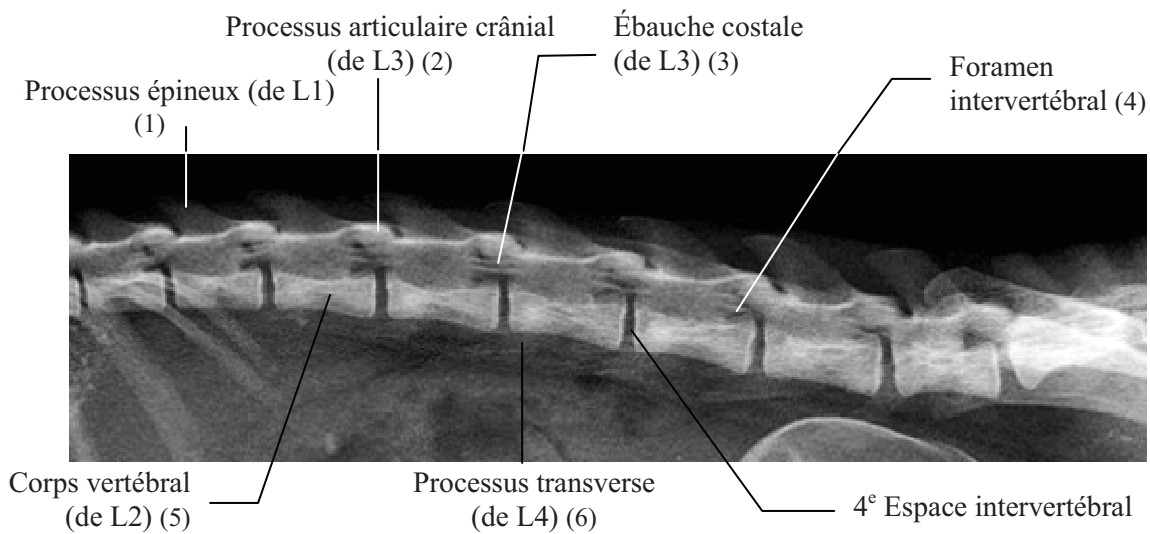 Processus articulaire crânial
(de L3) (2)
Ébauche costale
(de L3) (3)
Foramen
intervertébral (4)
Processus épineux (de L1)
(1)
Corps vertébral
(de L2) (5)
Processus transverse
(de L4) (6)
4e Espace intervertébral